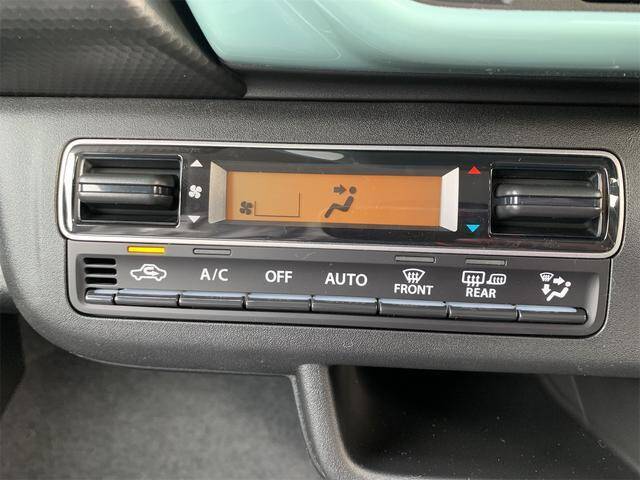 A/C OFF AUTO FRONT REAR